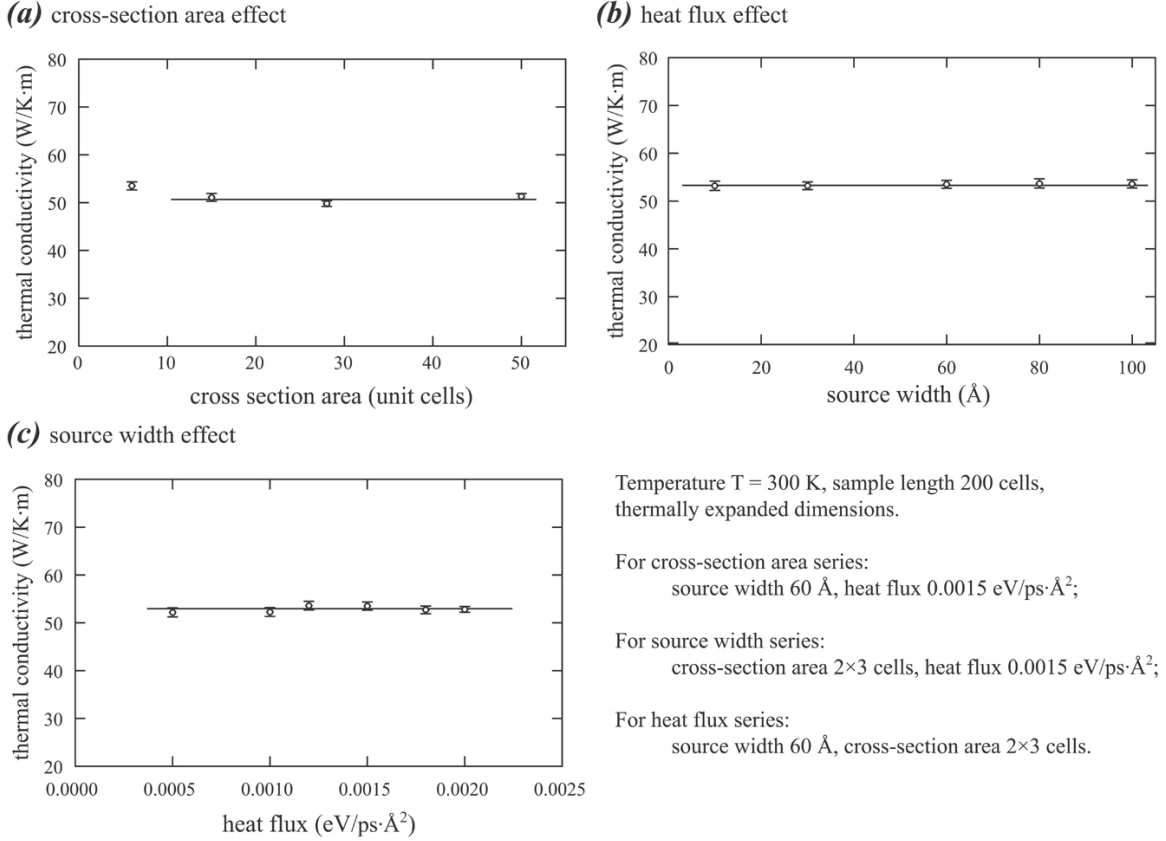 (a) cross-section area effect
thermal conductivity (W/K·m)
80
70
60
50
40
30
20
0 10 20 30 40 50
cross section area (unit cells)
(b) heat flux effect
thermal conductivity (W/K·m)
80
70
60
50
40
30
20
0 20 40 60 80 100
source width (Å)
(c) source width effect
thermal conductivity (W/K·m)
80
70
60
50
40
30
20
0.0000 0.0005 0.0010 0.0015 0.0020 0.0025
heat flux (eV/ps·Å²)
Temperature T = 300 K, sample length 200 cells,
thermally expanded dimensions.
For cross-section area series:
source width 60 Å, heat flux 0.0015 eV/ps·Å²;
For source width series:
cross-section area 2×3 cells, heat flux 0.0015 eV/ps·Å²;
For heat flux series:
source width 60 Å, cross-section area 2×3 cells.